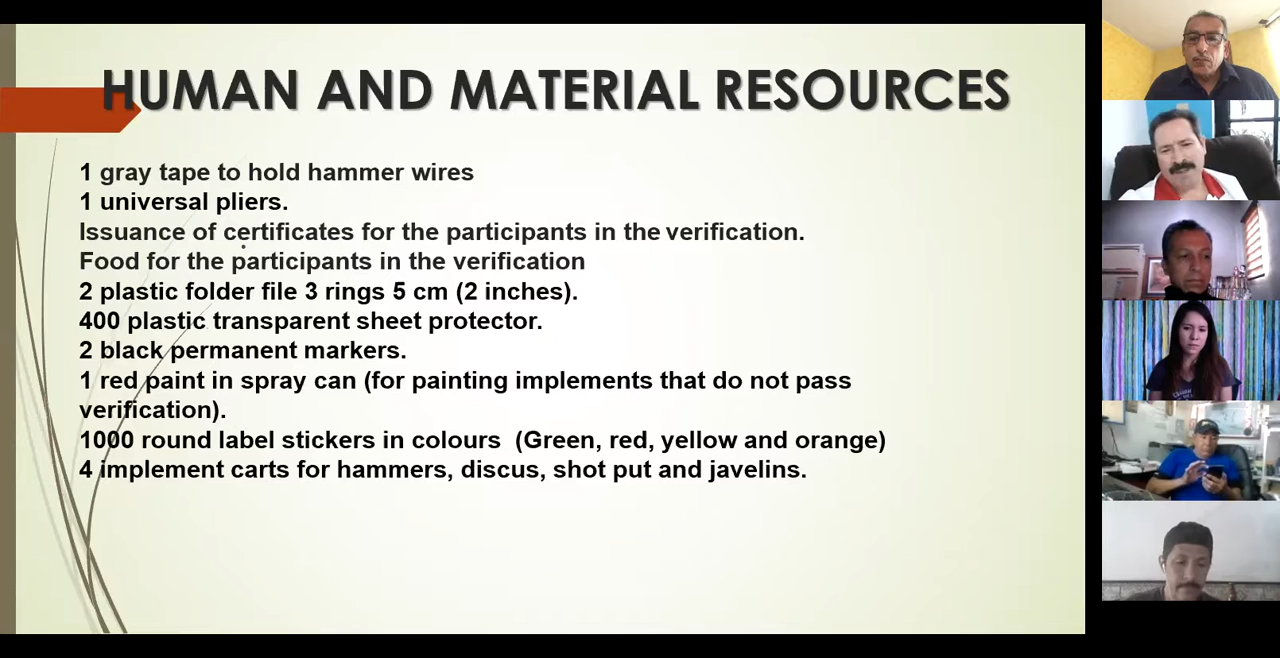 HUMAN AND MATERIAL RESOURCES
1 gray tape to hold hammer wires
1 universal pliers.
Issuance of certificates for the participants in the verification.
Food for the participants in the verification
2 plastic folder file 3 rings 5 cm (2 inches).
400 plastic transparent sheet protector.
2 black permanent markers.
1 red paint in spray can (for painting implements that do not pass
verification).
1000 round label stickers in colours (Green, red, yellow and orange)
4 implement carts for hammers, discus, shot put and javelins.